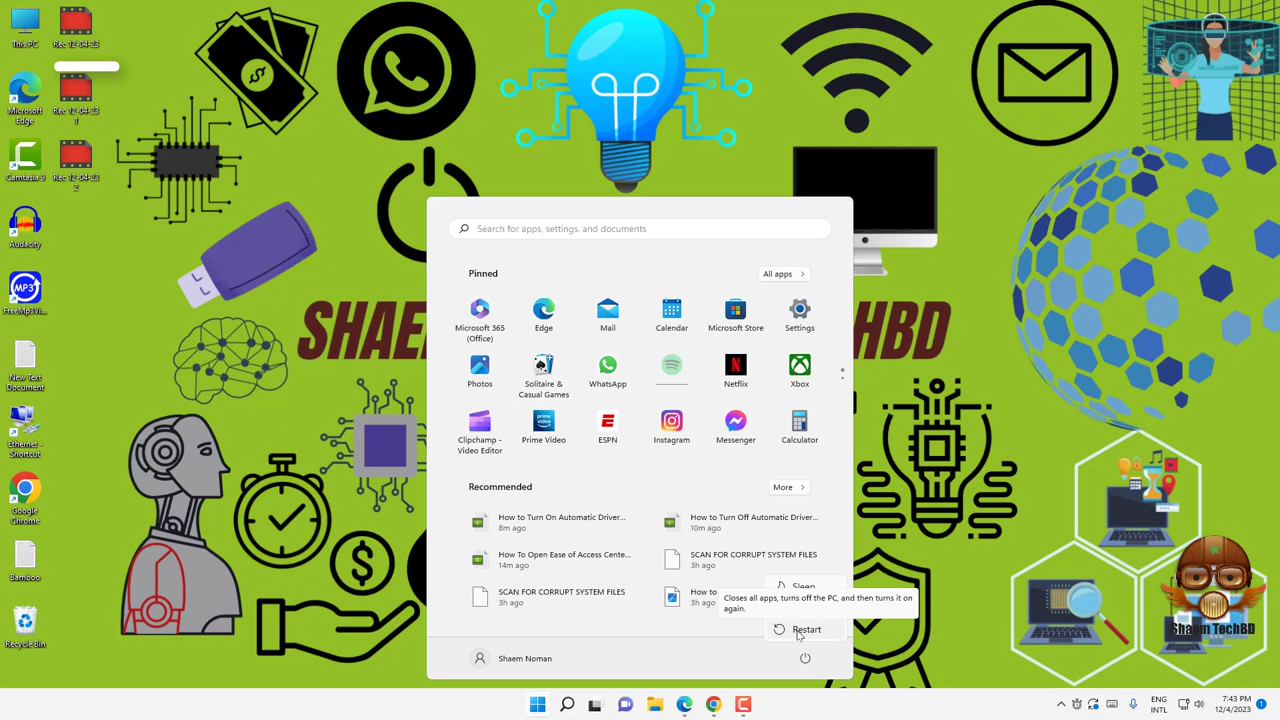 This PC
Rec 12-04-23
Microsoft
Edge
Rec 12-04-23
1
Camtasia 9
Rec 12-04-23
2
Audacity
MP3
FreeMp3Vi...
New Text
Document
Ethernet -
Shortcut
Google
Chrome
Bamboo
Recycle Bin
SHAE
HBD
Search for apps, settings, and documents
Pinned
All apps
Microsoft 365
(Office)
Edge
Mail
Calendar
Microsoft Store
Settings
Photos
Solitaire &
Casual Games
WhatsApp
Netflix
Xbox
Clipchamp -
Video Editor
prime
video
Prime Video
ESPN
Instagram
Messenger
Calculator
Recommended
More
How to Turn On Automatic Driver...
8m ago
How to Turn Off Automatic Driver...
10m ago
How To Open Ease of Access Cente...
14m ago
SCAN FOR CORRUPT SYSTEM FILES
3h ago
SCAN FOR CORRUPT SYSTEM FILES
3h ago
How to
3h ago
Sleep
Closes all apps, turns off the PC, and then turns it on
again.
Restart
Shaem Noman
Shaem TechBD
ENG
INTL
7:43 PM
12/4/2023
1